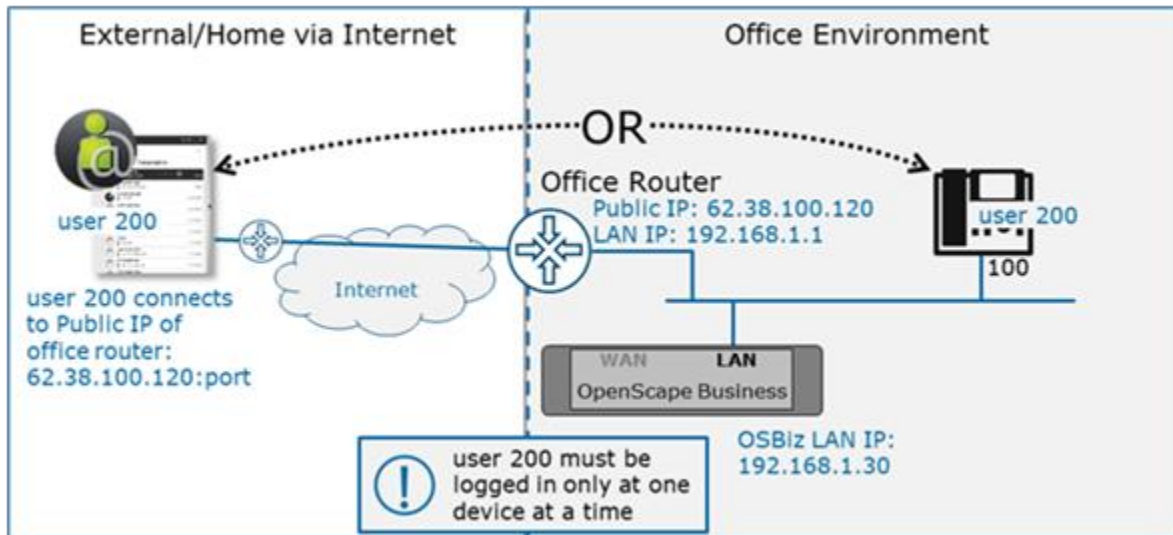 External/Home via Internet
Office Environment
OR
@
user 200
user 200 connects
to Public IP of
office router:
62.38.100.120:port
Internet
Office Router
Public IP: 62.38.100.120
LAN IP: 192.168.1.1
user 200
100
WAN LAN
OpenScape Business
OSBiz LAN IP:
192.168.1.30
!
user 200 must be
logged in only at one
device at a time